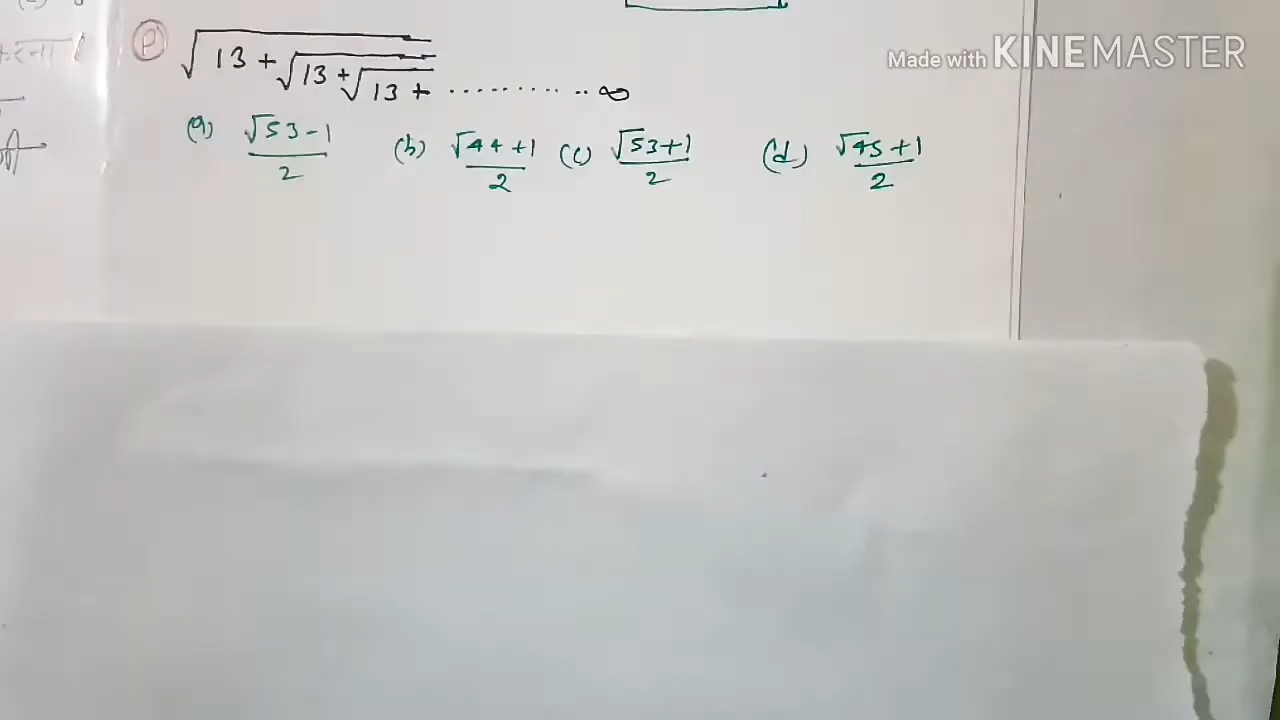 Made with KINEMASTER
(P) √13 + √13 + √13 + ............ ∞
(a) √53 - 1 / 2 (b) √44 + 1 / 2 (c) √53 + 1 / 2 (d) √45 + 1 / 2